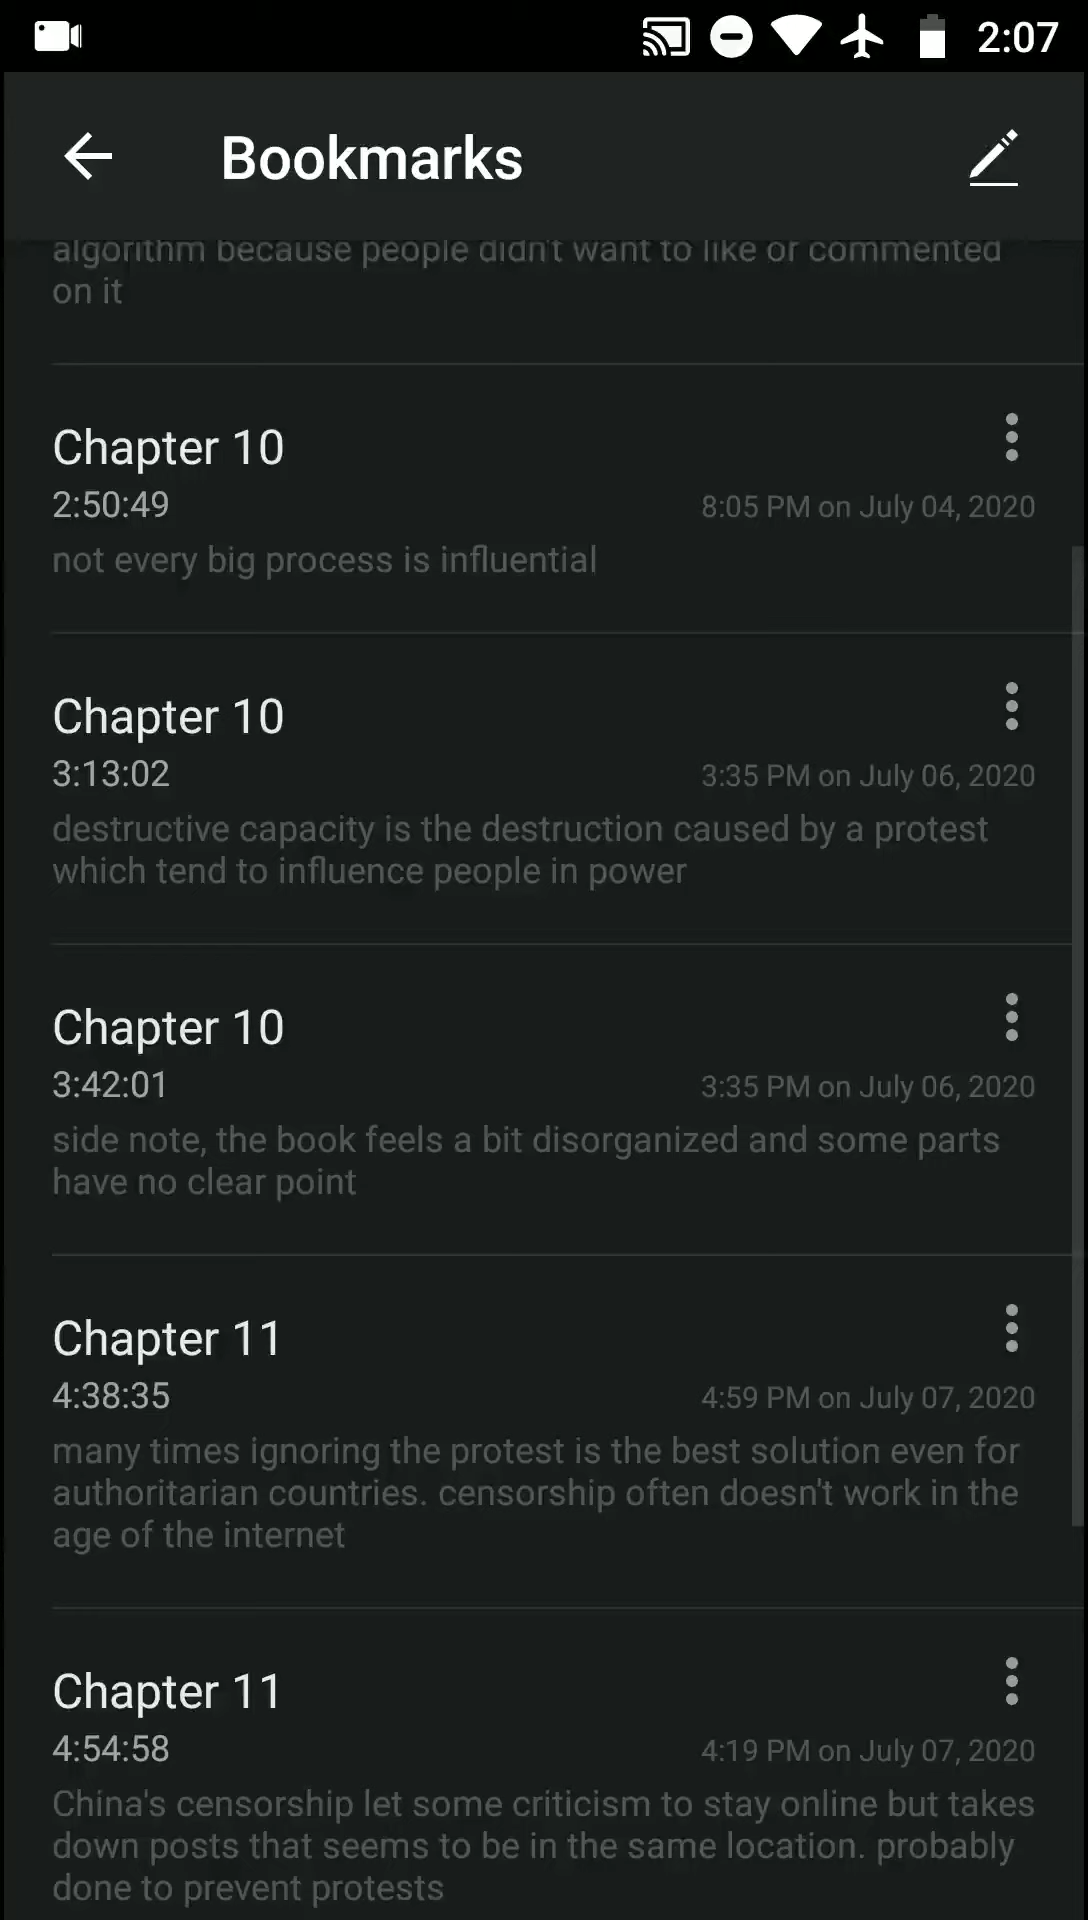 2:07
Bookmarks
algorithm because people didn't want to like or commented
on it
Chapter 10
2:50:49
8:05 PM on July 04, 2020
not every big process is influential
Chapter 10
3:13:02
3:35 PM on July 06, 2020
destructive capacity is the destruction caused by a protest
which tend to influence people in power
Chapter 10
3:42:01
3:35 PM on July 06, 2020
side note, the book feels a bit disorganized and some parts
have no clear point
Chapter 11
4:38:35
4:59 PM on July 07, 2020
many times ignoring the protest is the best solution even for
authoritarian countries. censorship often doesn't work in the
age of the internet
Chapter 11
4:54:58
4:19 PM on July 07, 2020
China's censorship let some criticism to stay online but takes
down posts that seems to be in the same location. probably
done to prevent protests